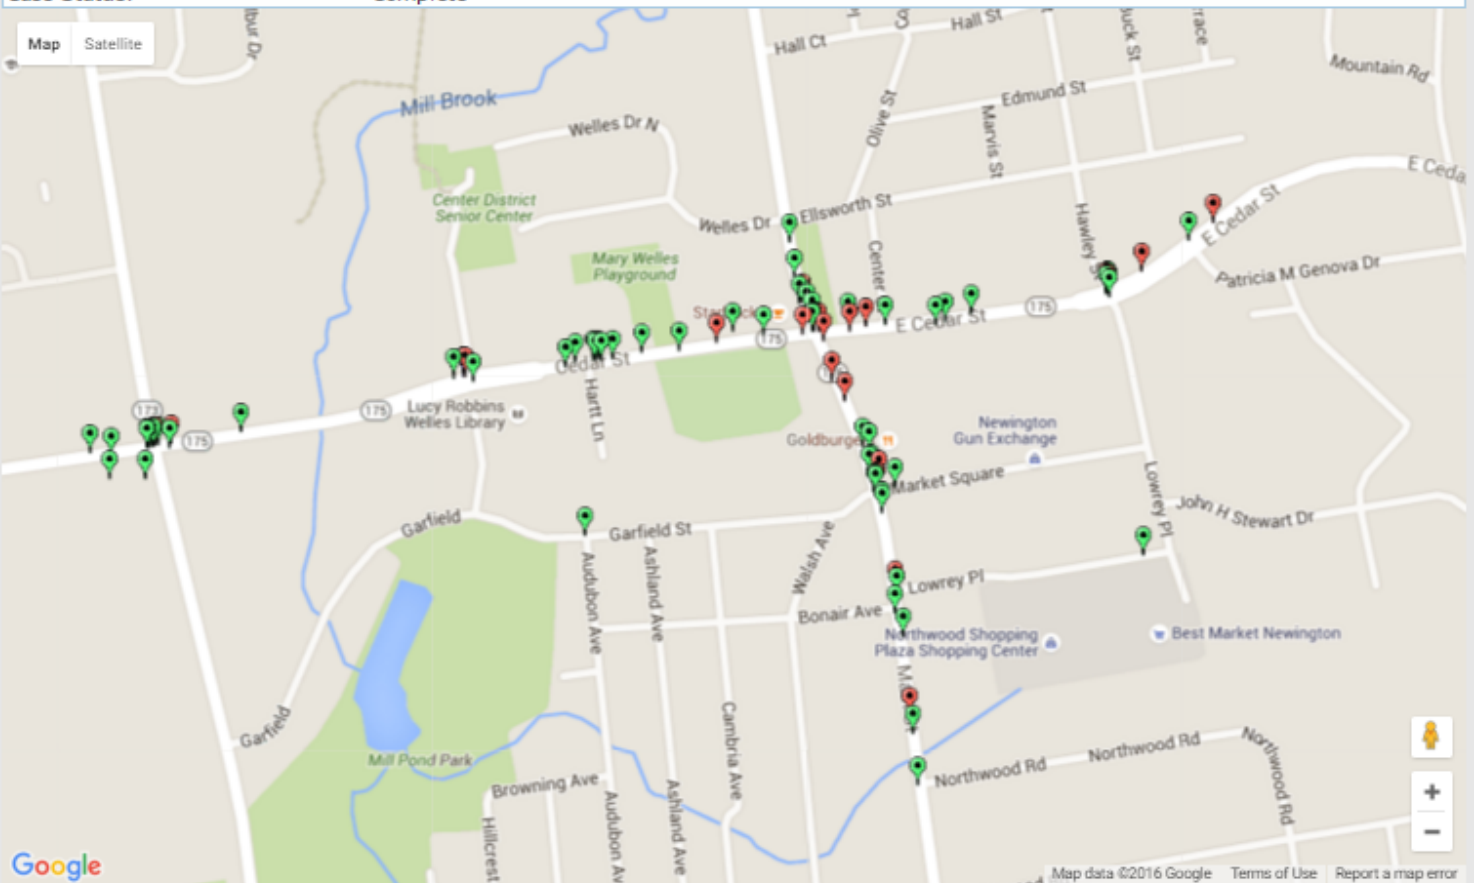 Case Status: Complete
Map Satellite
Hall St
Hall Ct
Mountain Rd
Mill Brook
Edmund St
Olive St
Marvis St
Welles Dr N
E Ceda
Center District
Senior Center
Ellsworth St
Welles Dr
E Cedar St
Hawley S
Center
Mary Welles
Playground
Patricia M Genova Dr
175
E Cedar St
175
Cedar St
175
173
175
Lucy Robbins
Welles Library
Hartt Ln
Newington
Gun Exchange
Goldburge
Market Square
Lowrey Pl
John H Stewart Dr
Garfield
Garfield St
Walsh Ave
Audubon Ave
Ashland Ave
Lowrey Pl
Bonair Ave
Northwood Shopping
Plaza Shopping Center
Best Market Newington
Garfield
Cambria Ave
Mill Pond Park
Northwood Rd
Northwood Rd
Northwood Rd
Browning Ave
Ashland Ave
Audubon Av
Hillcrest
+
−
Google
Map data ©2016 Google Terms of Use Report a map error